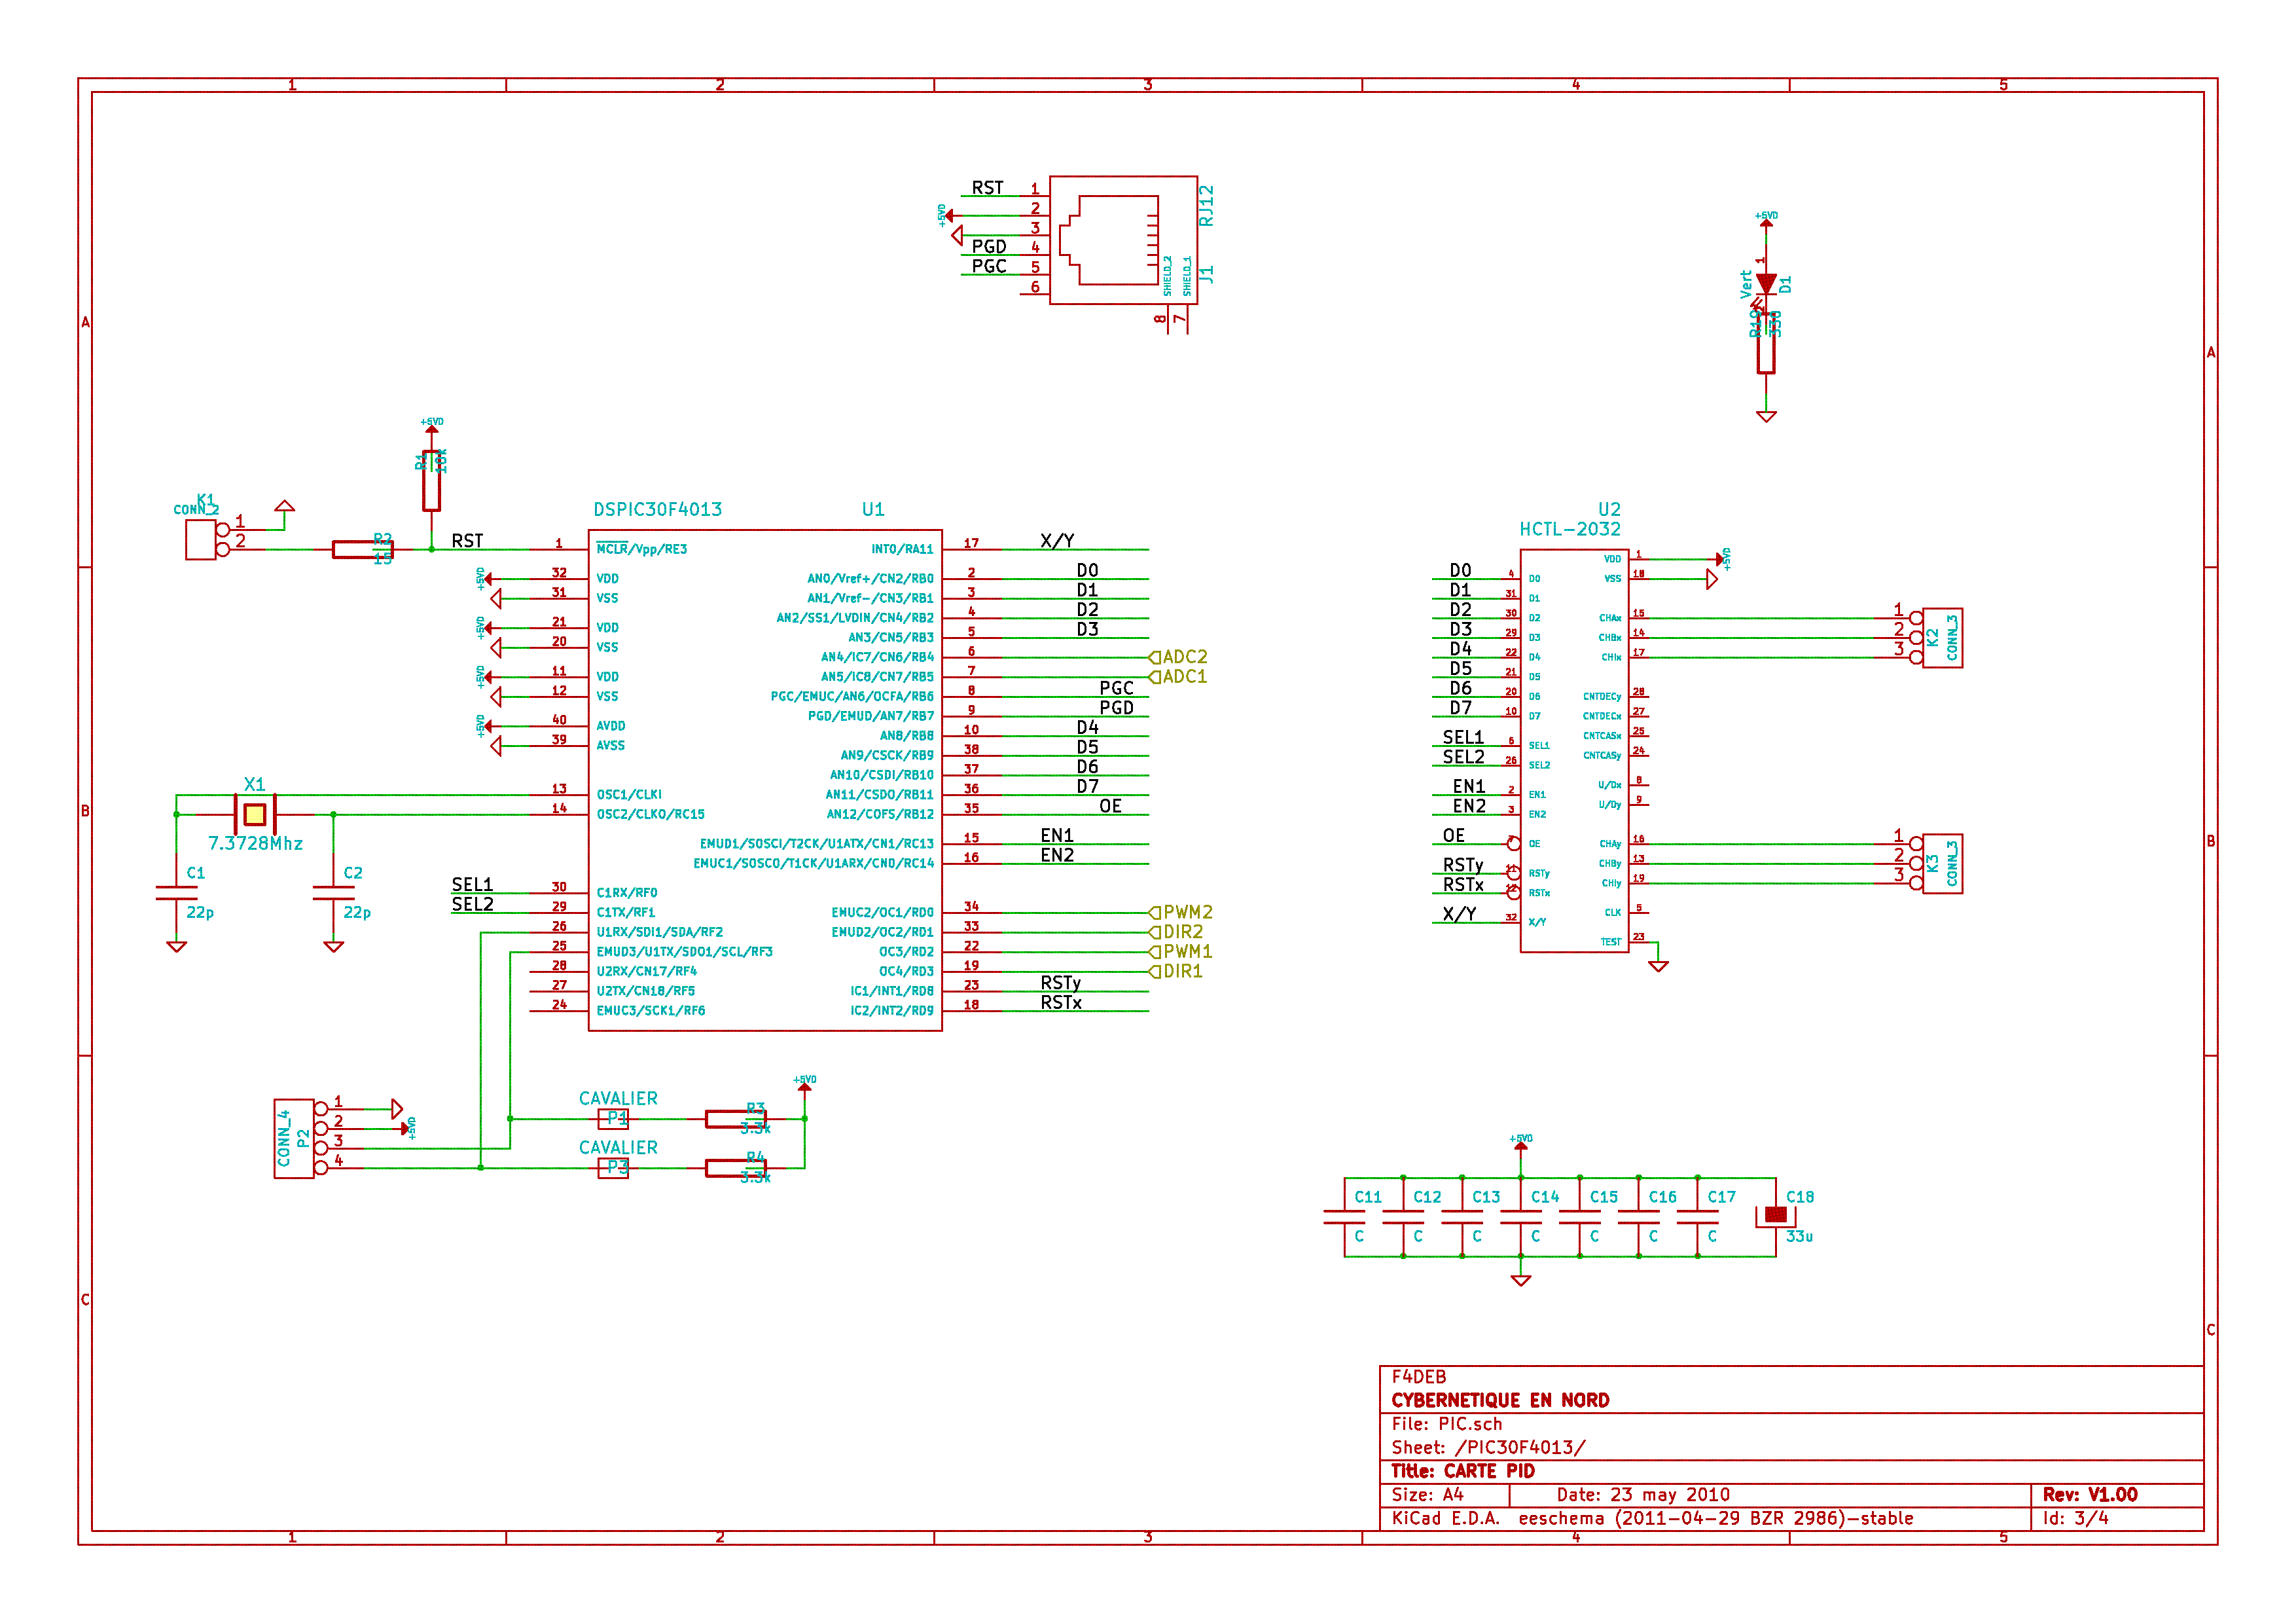 1 2 3 4 5
A
B
C
A
B
C
RST 1
+5VD 2
3
PGD 4
PGC 5
6
RJ12
J1
SHIELD_2
SHIELD_1
8 7
+5VD
1
Vert D1
2
R19
330
+5VD
R1
10k
K1
CONN_2
1
2
R2
RST
DSPIC30F4013 U1
1 MCLR/Vpp/RE3
+5VD 32 VDD
31 VSS
+5VD 21 VDD
20 VSS
+5VD 11 VDD
12 VSS
+5VD 40 AVDD
39 AVSS
13 OSC1/CLKI
14 OSC2/CLKO/RC15
SEL1 30 C1RX/RF0
SEL2 29 C1TX/RF1
26 U1RX/SDI1/SDA/RF2
25 EMUD3/U1TX/SDO1/SCL/RF3
28 U2RX/CN17/RF4
27 U2TX/CN18/RF5
24 EMUC3/SCK1/RF6
INT0/RA11 17 X/Y
AN0/Vref+/CN2/RB0 2 D0
AN1/Vref-/CN3/RB1 3 D1
AN2/SS1/LVDIN/CN4/RB2 4 D2
AN3/CN5/RB3 5 D3
AN4/IC7/CN6/RB4 6 ADC2
AN5/IC8/CN7/RB5 7 ADC1
PGC/EMUC/AN6/OCFA/RB6 8 PGC
PGD/EMUD/AN7/RB7 9 PGD
AN8/RB8 10 D4
AN9/CSCK/RB9 38 D5
AN10/CSDI/RB10 37 D6
AN11/CSDO/RB11 36 D7
AN12/COFS/RB12 35 OE
EMUD1/SOSCI/T2CK/U1ATX/CN1/RC13 15 EN1
EMUC1/SOSCO/T1CK/U1ARX/CN0/RC14 16 EN2
EMUC2/OC1/RD0 34 PWM2
EMUD2/OC2/RD1 33 DIR2
OC3/RD2 22 PWM1
OC4/RD3 19 DIR1
IC1/INT1/RD8 23 RSTy
IC2/INT2/RD9 18 RSTx
X1
7.3728Mhz
C1
22p
C2
22p
U2
HCTL-2032
D0 4 D0
D1 31 D1
D2 30 D2
D3 29 D3
D4 22 D4
D5 21 D5
D6 20 D6
D7 10 D7
SEL1 6 SEL1
SEL2 26 SEL2
EN1 2 EN1
EN2 3 EN2
OE 7 OE
RSTy 11 RSTy
RSTx 12 RSTx
X/Y 32 X/Y
VDD 1 +5VD
VSS 18
CHAx 15
CHBx 14
CHIx 17
CNTDECy 28
CNTDECx 27
CNTCASx 25
CNTCASy 24
U/Dx 8
U/Dy 9
CHAy 16
CHBy 13
CHIy 19
CLK 5
TEST 23
1
2
3
K2
CONN_3
1
2
3
K3
CONN_3
CONN_4
P2
1
2 +5VD
3
4
CAVALIER
P1
R3
3.3k
+5VD
CAVALIER
P3
R4
3.3k
+5VD
C11 C12 C13 C14 C15 C16 C17 C18
C C C C C C C 33u
F4DEB
CYBERNETIQUE EN NORD
File: PIC.sch
Sheet: /PIC30F4013/
Title: CARTE PID
Size: A4 Date: 23 may 2010 Rev: V1.00
KiCad E.D.A. eeschema (2011-04-29 BZR 2986)-stable Id: 3/4
1 2 3 4 5